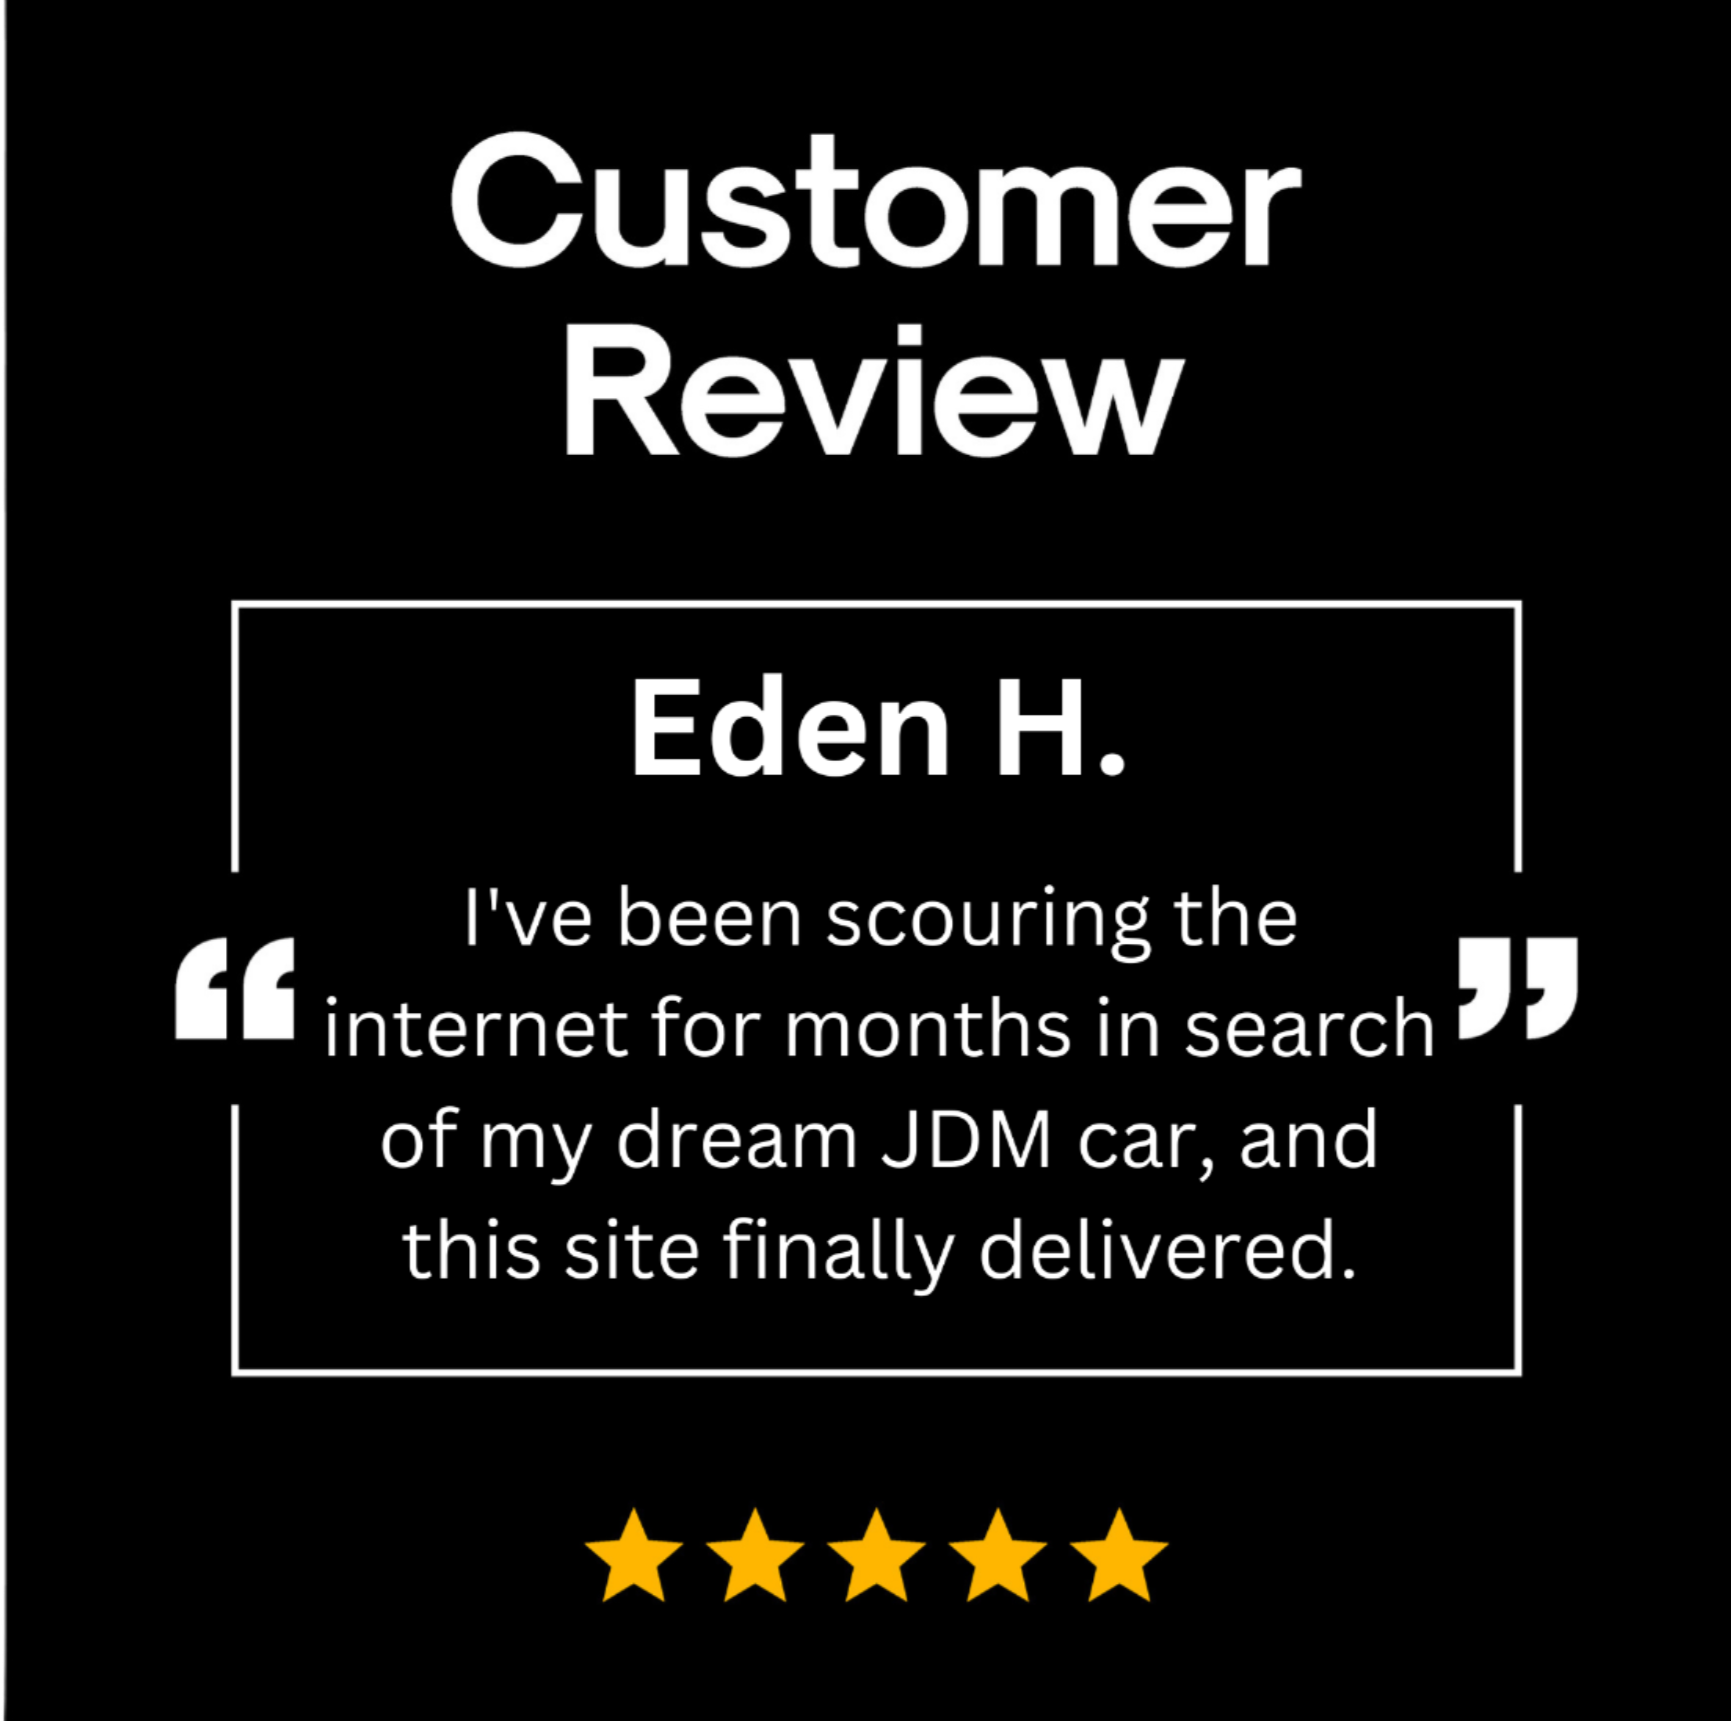 Customer
Review
Eden H.
I've been scouring the
“ internet for months in search ”
of my dream JDM car, and
this site finally delivered.